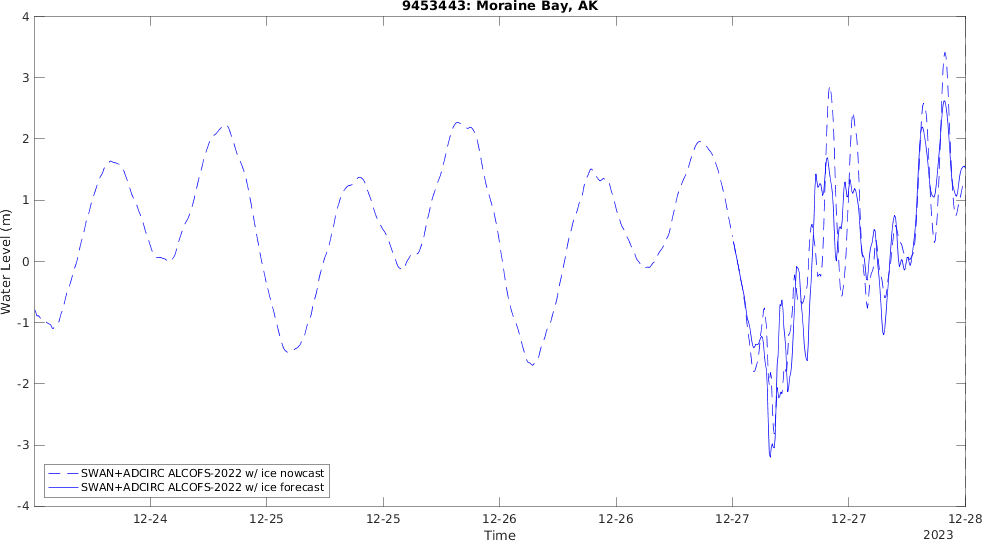 9453443: Moraine Bay, AK
Water Level (m)
4
3
2
1
0
-1
-2
-3
-4
SWAN+ADCIRC ALCOFS-2022 w/ ice nowcast
SWAN+ADCIRC ALCOFS-2022 w/ ice forecast
12-24 12-25 12-25 12-26 12-26 12-27 12-27 12-28
Time
2023